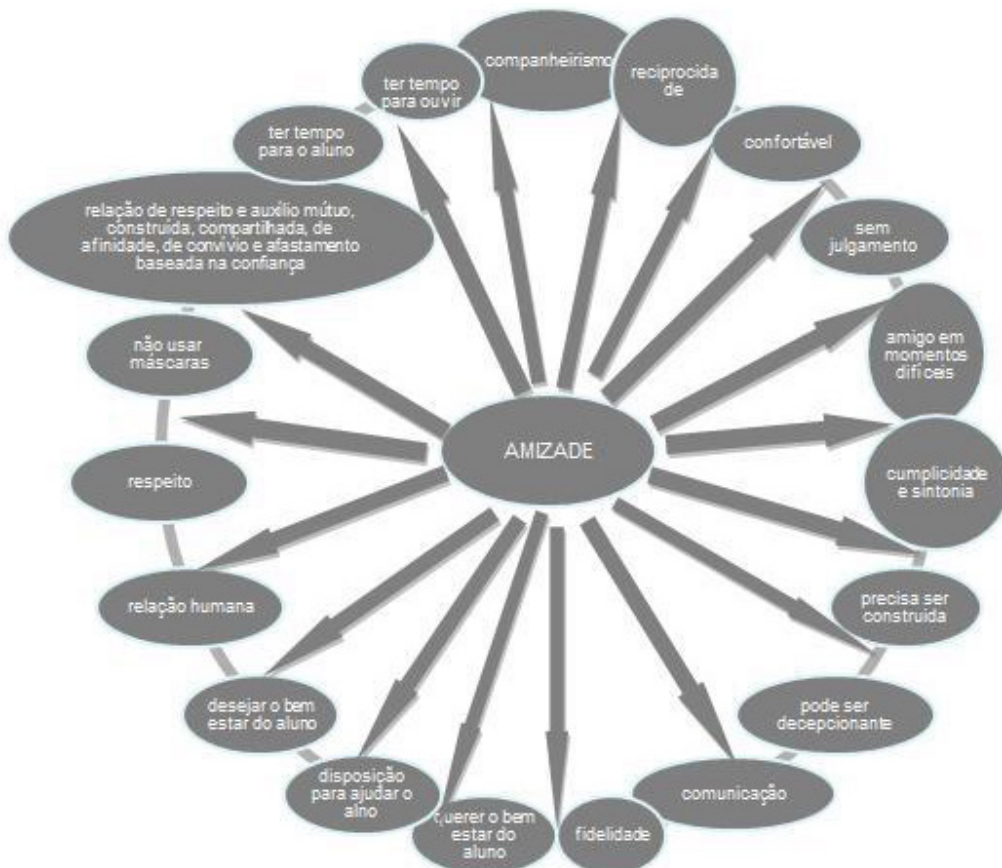 companheirismo
reciprocida
de
confortável
sem
julgamento
amigo em
momentos
difíceis
cumplicidade
e sintonia
precisa ser
construida
pode ser
decepcionante
comunicação
fidelidade
querer o bem
estar do
aluno
disposição
para ajudar o
alno
desejar o bem
estar do aluno
relação humana
respeito
não usar
máscaras
relação de respeito e auxílio mútuo,
construída, compartilhada, de
afinidade, de convívio e afastamento
baseada na confiança
ter tempo
para o aluno
ter tempo
para ouvir
AMIZADE